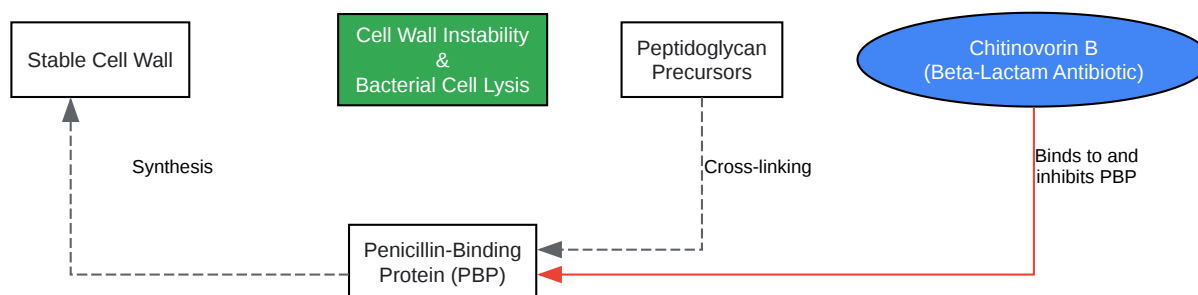 Stable Cell Wall
Cell Wall Instability
&
Bacterial Cell Lysis
Peptidoglycan
Precursors
Chitinovorin B
(Beta-Lactam Antibiotic)
Synthesis
Cross-linking
Binds to and
inhibits PBP
Penicillin-Binding
Protein (PBP)